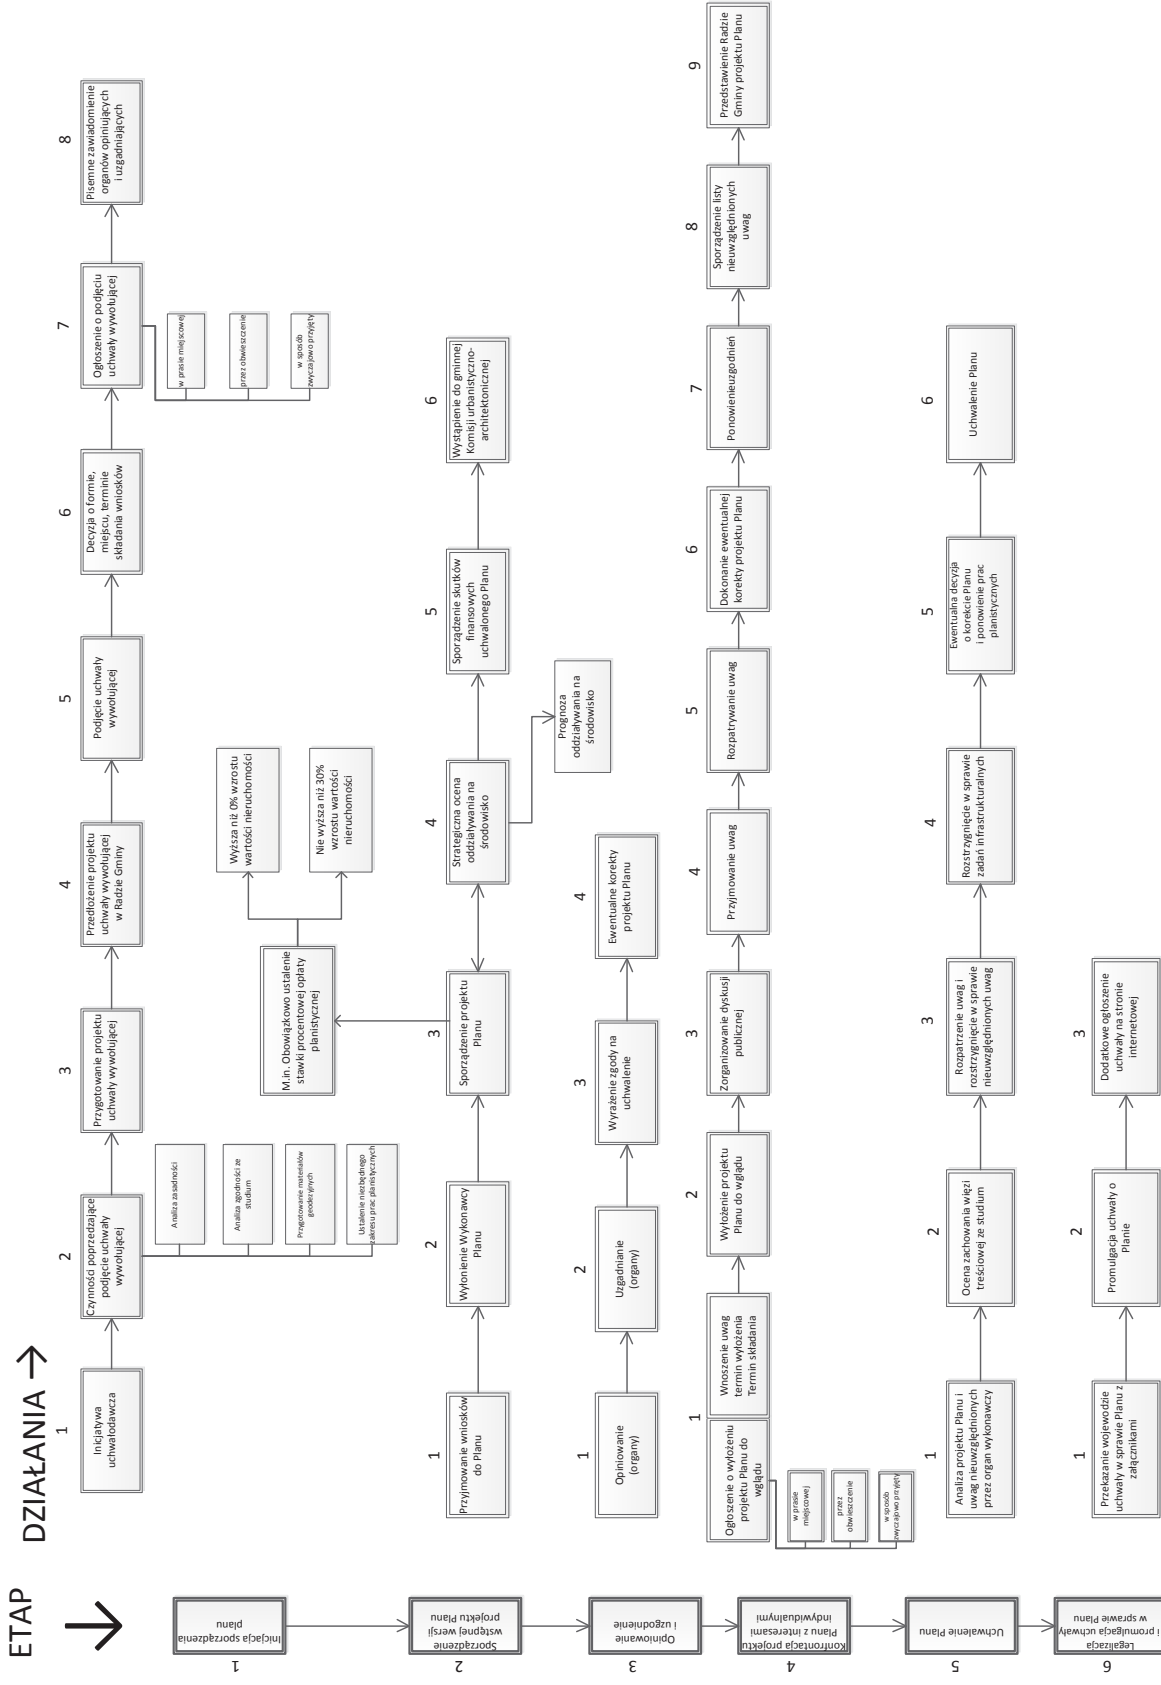 ETAP
DZIAŁANIA
1
Inicjacja sporządzenia
planu
1
Inicjatywa
uchwałodawcza
2
Czynności poprzedzające
podjęcie uchwały
wywołującej
Analiza zasadności
Analiza zgodności ze
studium
Przygotowanie materiałów
geodezyjnych
Ustalenie niezbędnego
zakresu prac planistycznych
3
Przygotowanie projektu
uchwały wywołującej
4
Przedłożenie projektu
uchwały wywołującej
w Radzie Gminy
5
Podjęcie uchwały
wywołującej
6
Decyzja o formie,
miejscu, terminie
składania wniosków
7
Ogłoszenie o podjęciu
uchwały wywołującej
w prasie miejscowej
przez obwieszczenie
w sposób
zwyczajowo przyjęty
8
Pisemne zawiadomienie
organów opiniujących
i uzgadniających
2
Sporządzenie
wstępnej wersji
projektu Planu
1
Przyjmowanie wniosków
do Planu
2
Wyłonienie Wykonawcy
Planu
3
Sporządzenie projektu
Planu
M.in. Obowiązkowo ustalenie
stawki procentowej opłaty
planistycznej
Wyższa niż 0% wzrostu
wartości nieruchomości
Nie wyższa niż 30%
wzrostu wartości
nieruchomości
4
Strategiczna ocena
oddziaływania na
środowisko
Prognoza
oddziaływania na
środowisko
5
Sporządzenie skutków
finansowych
uchwalonego Planu
6
Wystąpienie do gminnej
Komisji urbanistyczno-
architektonicznej
3
Opiniowanie
i uzgodnienie
1
Opiniowanie
(organy)
2
Uzgadnianie
(organy)
3
Wyrażenie zgody na
uchwalenie
4
Ewentualne korekty
projektu Planu
4
Konfrontacja projektu
Planu z interesami
indywidualnymi
1
Ogłoszenie o wyłożeniu
projektu Planu do
wglądu
Wnoszenie uwag
termin wyłożenia
Termin składania
w prasie
miejscowej
przez
obwieszczenie
w sposób
zwyczajowo przyjęty
2
Wyłożenie projektu
Planu do wglądu
3
Zorganizowanie dyskusji
publicznej
4
Przyjmowanie uwag
5
Rozpatrywanie uwag
6
Dokonanie ewentualnej
korekty projektu Planu
7
Ponowienieuzgodnień
8
Sporządzenie listy
nieuwzględnionych
uwag
9
Przedstawienie Radzie
Gminy projektu Planu
5
Uchwalenie Planu
1
Analiza projektu Planu i
uwag nieuwzględnionych
przez organ wykonawczy
2
Ocena zachowania więzi
treściowej ze studium
3
Rozpatrzenie uwag i
rozstrzygnięcie w sprawie
nieuwzględnionych uwag
4
Rozstrzygnięcie w sprawie
zadań infrastrukturalnych
5
Ewentualna decyzja
o korekcie Planu
i ponowienie prac
planistycznych
6
Uchwalenie Planu
6
Legalizacja
i promulgacja uchwały
w sprawie Planu
1
Przekazanie wojewodzie
uchwały w sprawie Planu z
załącznikami
2
Promulgacja uchwały o
Planie
3
Dodatkowe ogłoszenie
uchwały na stronie
internetowej